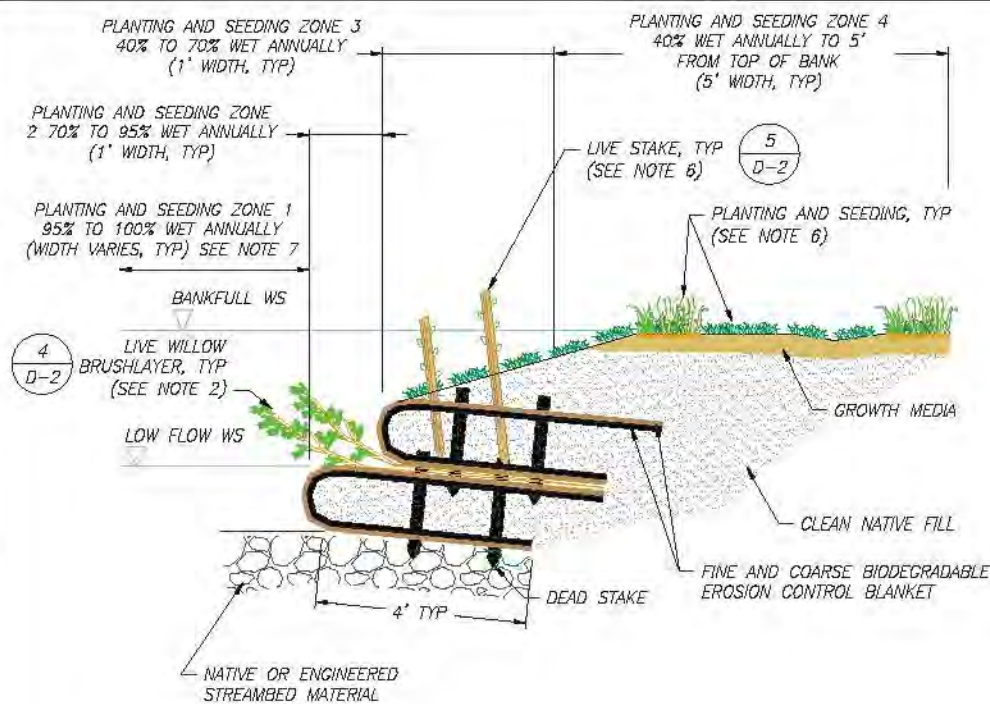 PLANTING AND SEEDING ZONE 3
40% TO 70% WET ANNUALLY
(1' WIDTH, TYP)
PLANTING AND SEEDING ZONE 4
40% WET ANNUALLY TO 5'
FROM TOP OF BANK
(5' WIDTH, TYP)
PLANTING AND SEEDING ZONE
2 70% TO 95% WET ANNUALLY
(1' WIDTH, TYP)
LIVE STAKE, TYP
(SEE NOTE 6)
5
D-2
PLANTING AND SEEDING ZONE 1
95% TO 100% WET ANNUALLY
(WIDTH VARIES, TYP) SEE NOTE 7
PLANTING AND SEEDING, TYP
(SEE NOTE 6)
BANKFULL WS
4
D-2
LIVE WILLOW
BRUSHLAYER, TYP
(SEE NOTE 2)
LOW FLOW WS
GROWTH MEDIA
CLEAN NATIVE FILL
FINE AND COARSE BIODEGRADABLE
EROSION CONTROL BLANKET
DEAD STAKE
4' TYP
NATIVE OR ENGINEERED
STREAMBED MATERIAL